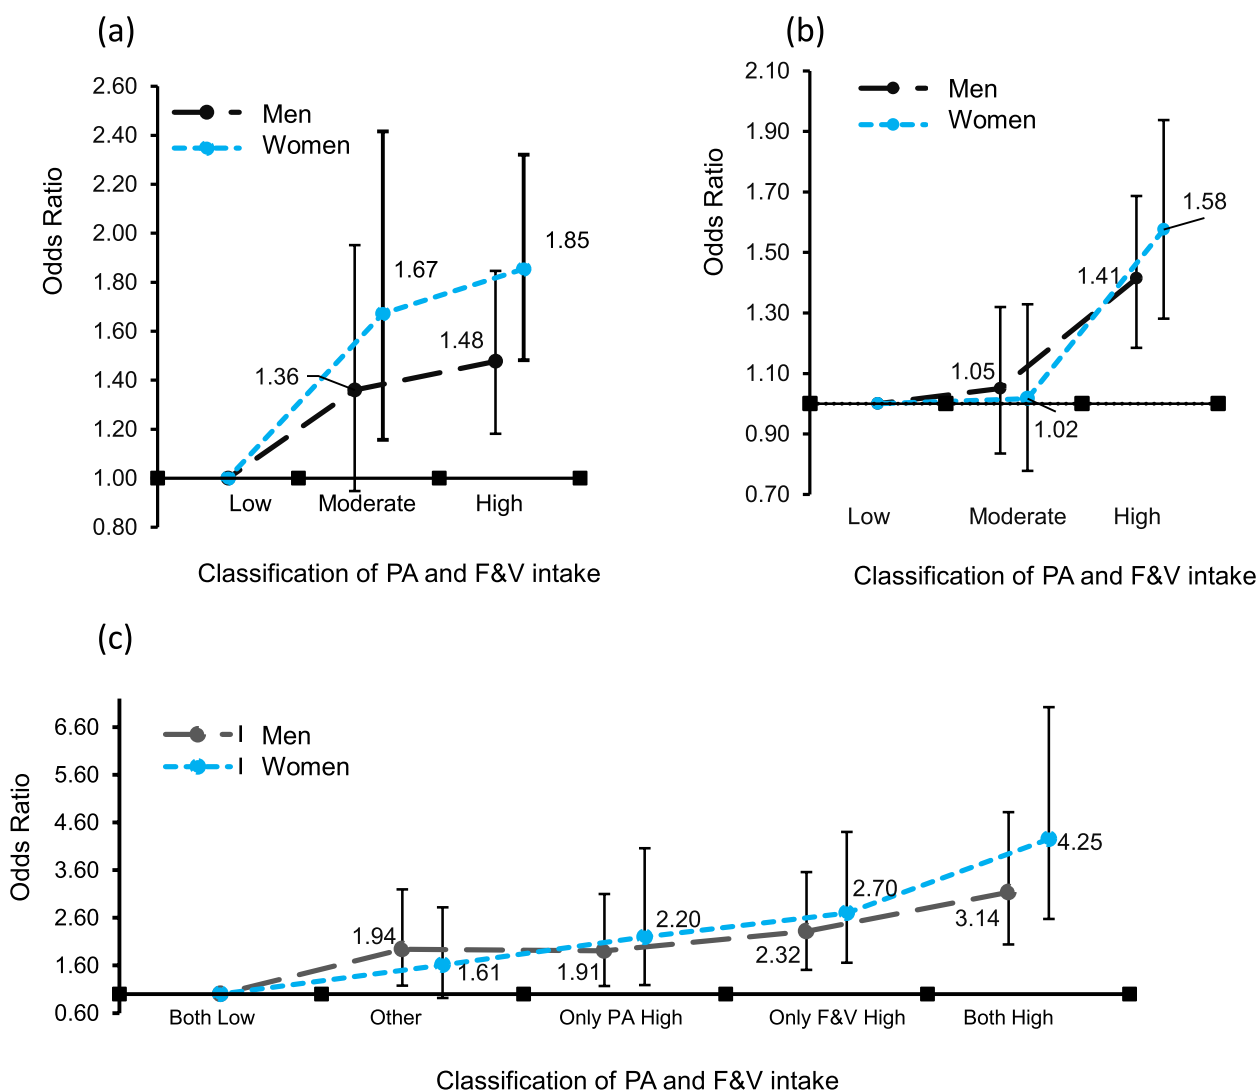 (a)
2.60
2.40
2.20
2.00
1.80
1.60
1.40
1.20
1.00
0.80
Odds Ratio
Men
Women
1.67
1.85
1.36
1.48
Low Moderate High
Classification of PA and F&V intake
(b)
2.10
1.90
1.70
1.50
1.30
1.10
0.90
0.70
Odds Ratio
Men
Women
1.58
1.41
1.05
1.02
Low Moderate High
Classification of PA and F&V intake
(c)
6.60
5.60
4.60
3.60
2.60
1.60
0.60
Odds Ratio
Men
Women
1.94
1.61
1.91
2.20
2.32
2.70
3.14
4.25
Both Low Other Only PA High Only F&V High Both High
Classification of PA and F&V intake